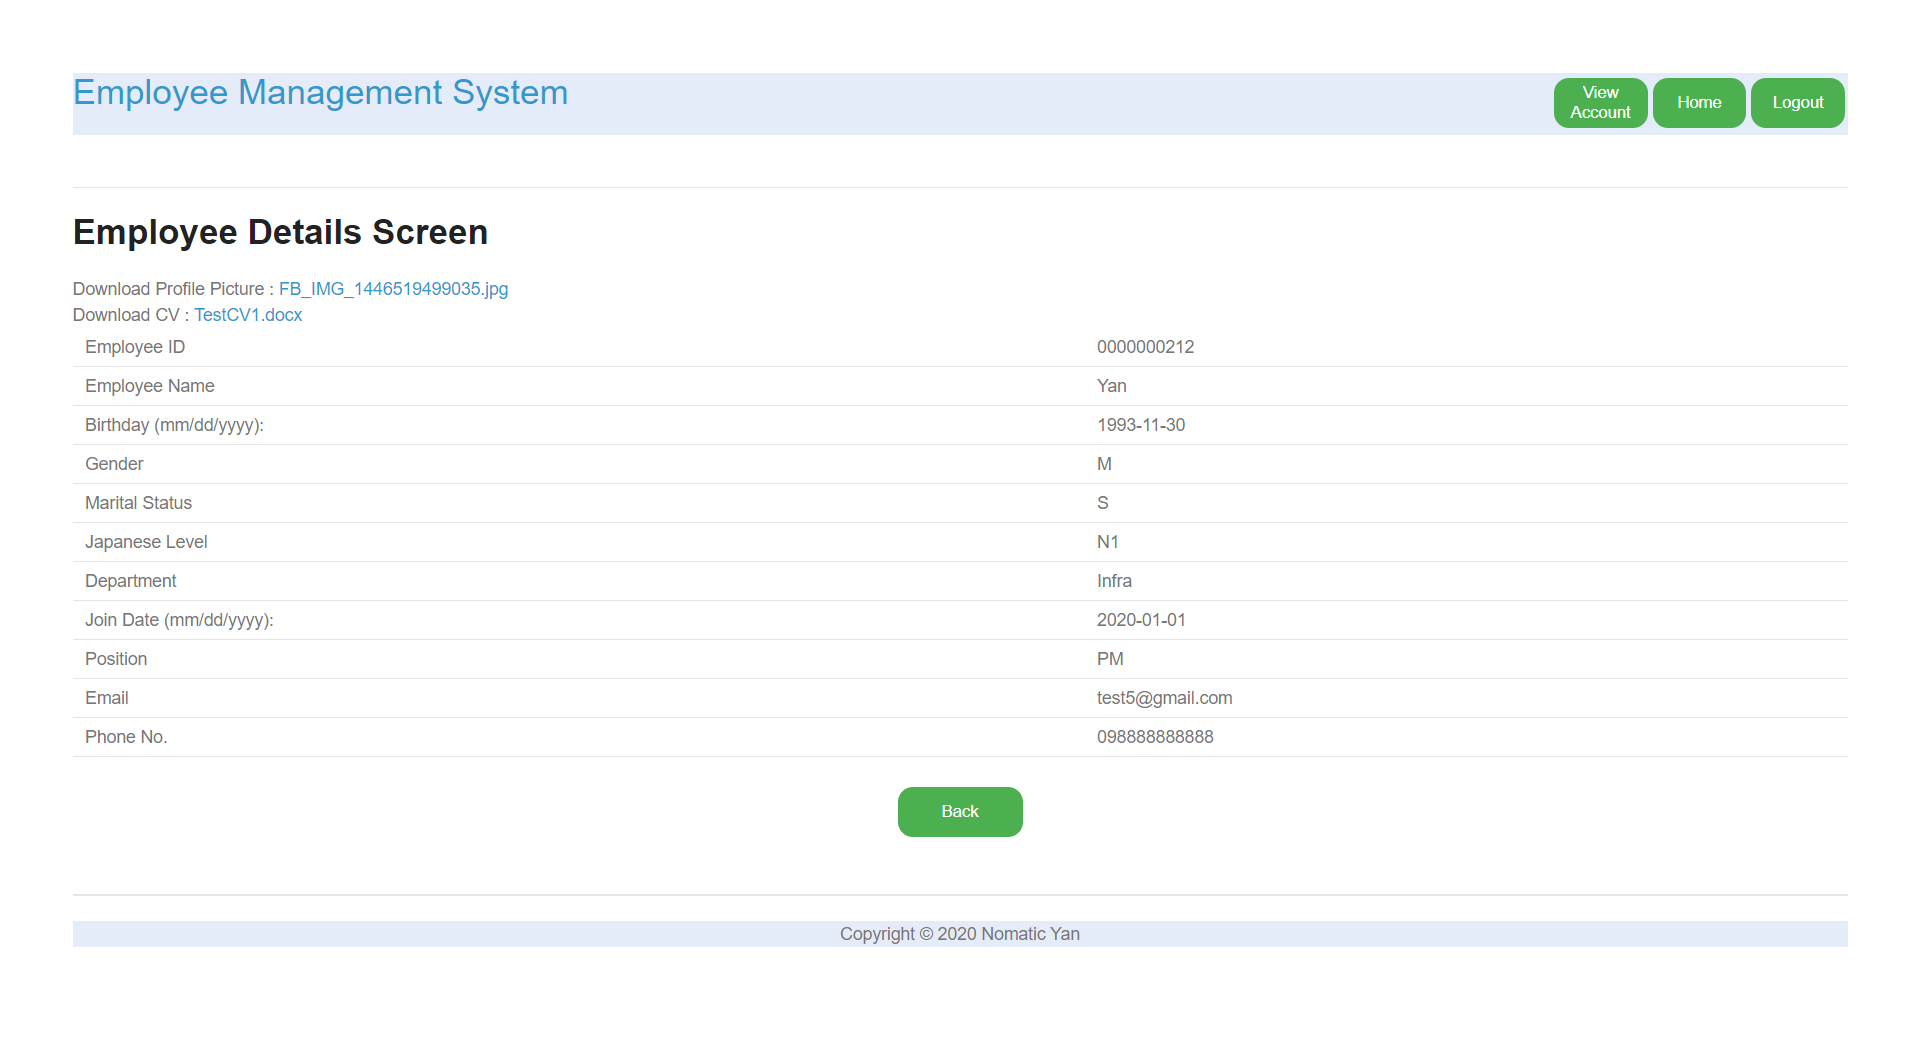 Employee Management System
View
Account
Home
Logout
Employee Details Screen
Download Profile Picture : FB_IMG_1446519499035.jpg
Download CV : TestCV1.docx
Employee ID 0000000212
Employee Name Yan
Birthday (mm/dd/yyyy): 1993-11-30
Gender M
Marital Status S
Japanese Level N1
Department Infra
Join Date (mm/dd/yyyy): 2020-01-01
Position PM
Email test5@gmail.com
Phone No. 098888888888
Back
Copyright © 2020 Nomatic Yan